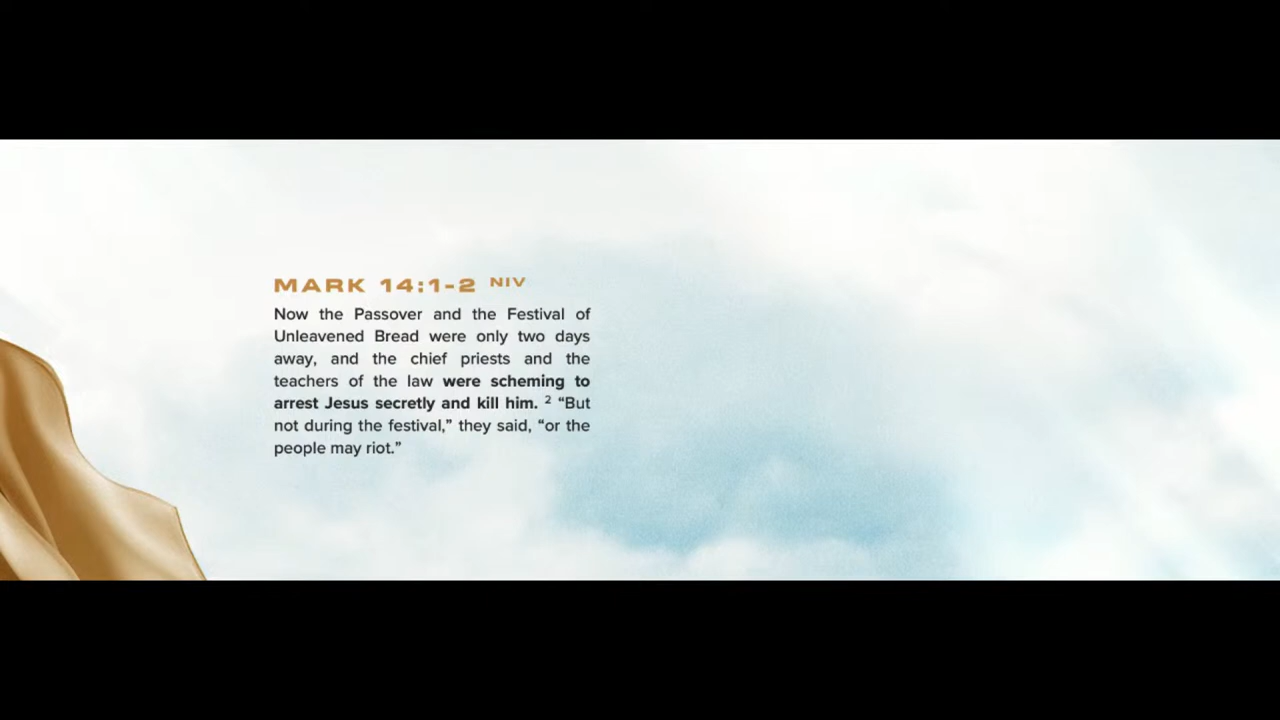 MARK 14:1-2 NIV
Now the Passover and the Festival of
Unleavened Bread were only two days
away, and the chief priests and the
teachers of the law were scheming to
arrest Jesus secretly and kill him. ² “But
not during the festival,” they said, “or the
people may riot.”